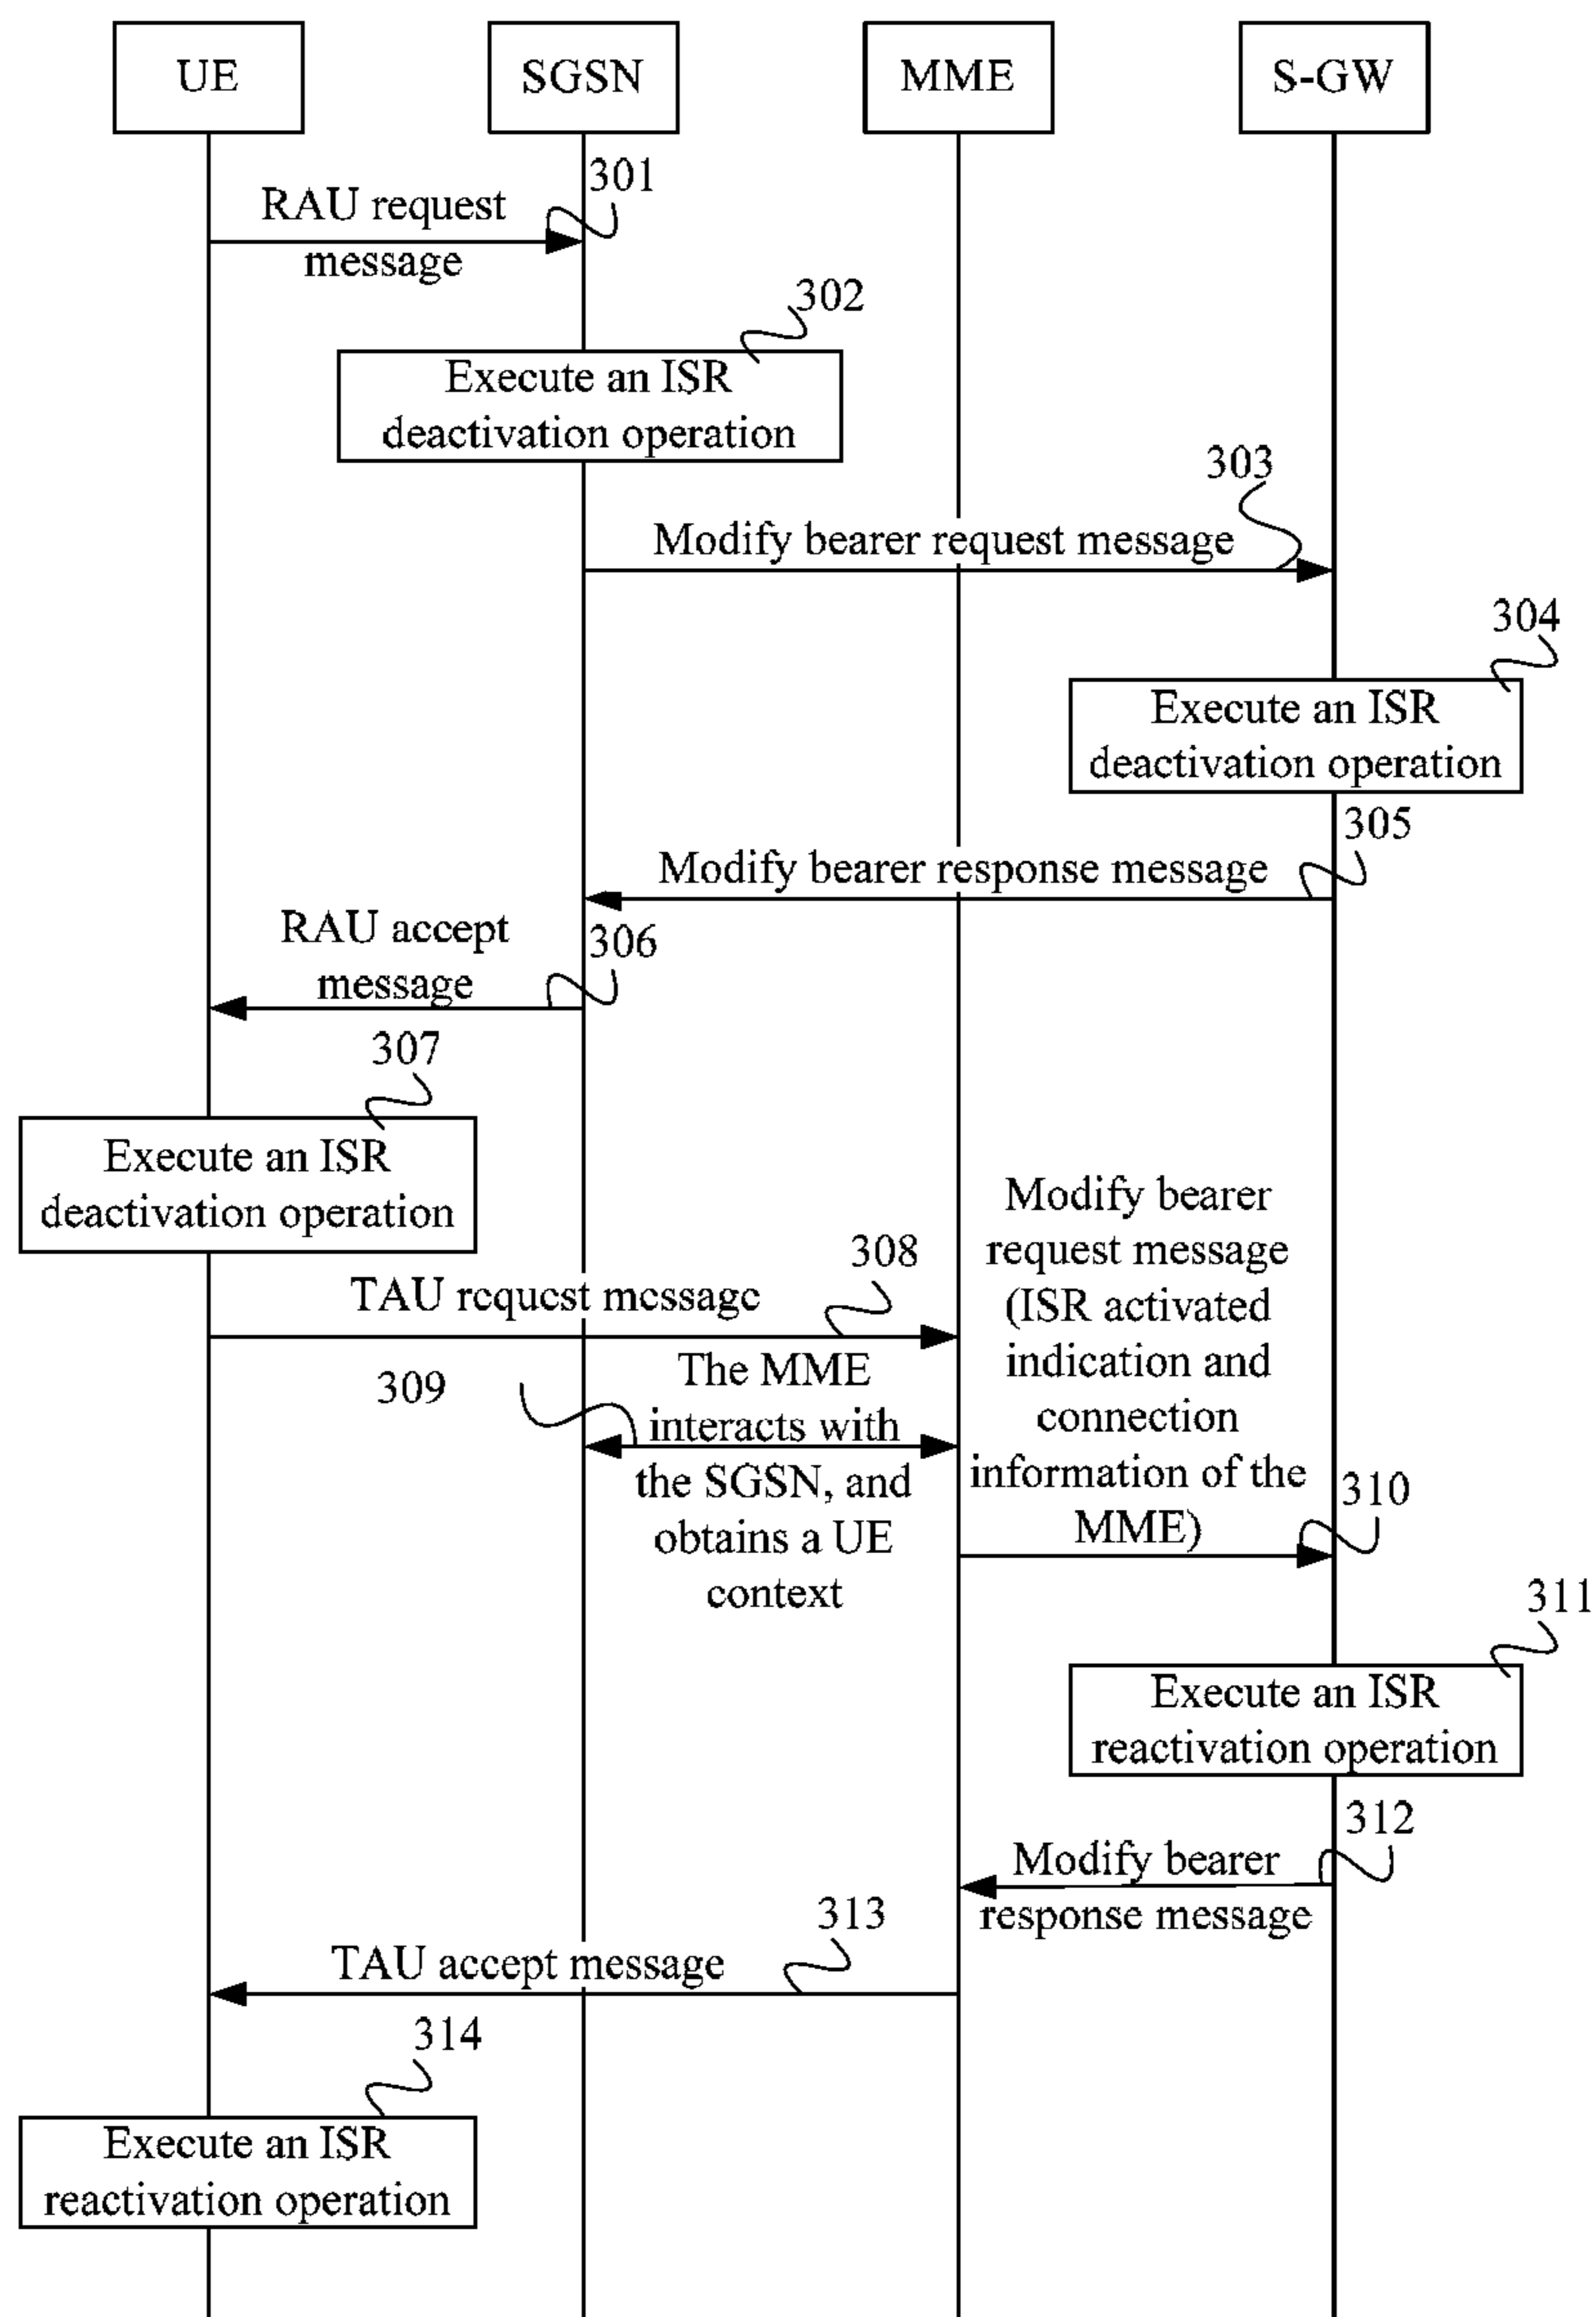 UE
SGSN
MME
S-GW
301
RAU request
message
302
Execute an ISR
deactivation operation
303
Modify bearer request message
304
Execute an ISR
deactivation operation
305
Modify bearer response message
RAU accept
message
306
307
Execute an ISR
deactivation operation
308
TAU request message
309
The MME
interacts with
the SGSN, and
obtains a UE
context
Modify bearer
request message
(ISR activated
indication and
connection
information of the
MME)
310
311
Execute an ISR
reactivation operation
312
Modify bearer
response message
313
TAU accept message
314
Execute an ISR
reactivation operation